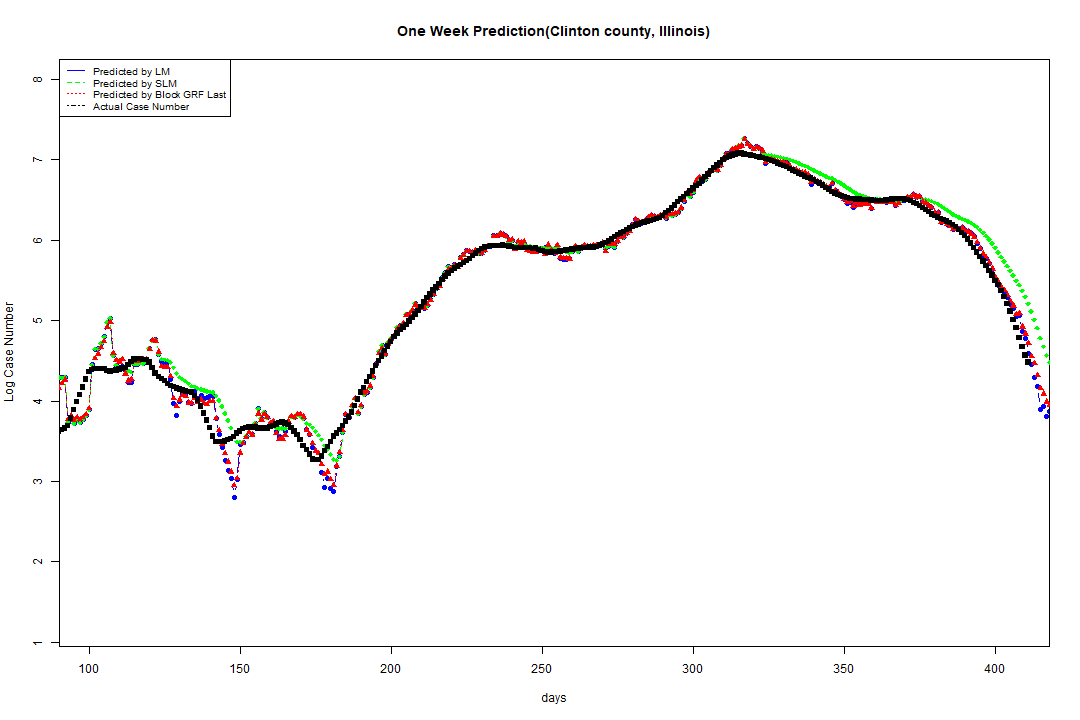 One Week Prediction(Clinton county, Illinois)
Predicted by LM
Predicted by SLM
Predicted by Block GRF Last
Actual Case Number
8
7
6
5
4
3
2
1
Log Case Number
100 150 200 250 300 350 400
days